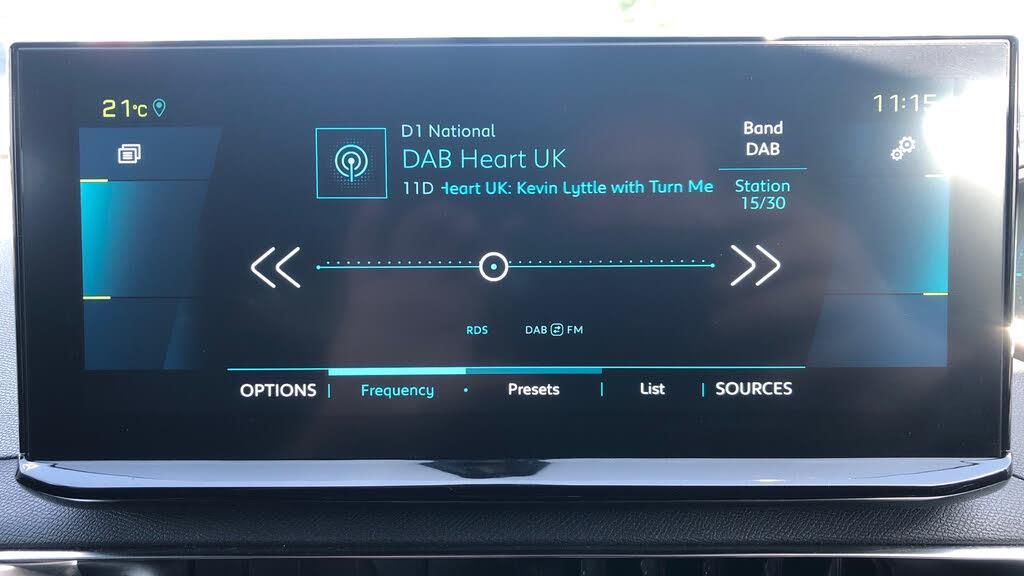 21°C
11:15
D1 National
DAB Heart UK
11D Heart UK: Kevin Lyttle with Turn Me
Band
DAB
Station
15/30
RDS
DAB FM
OPTIONS | Frequency • Presets | List | SOURCES